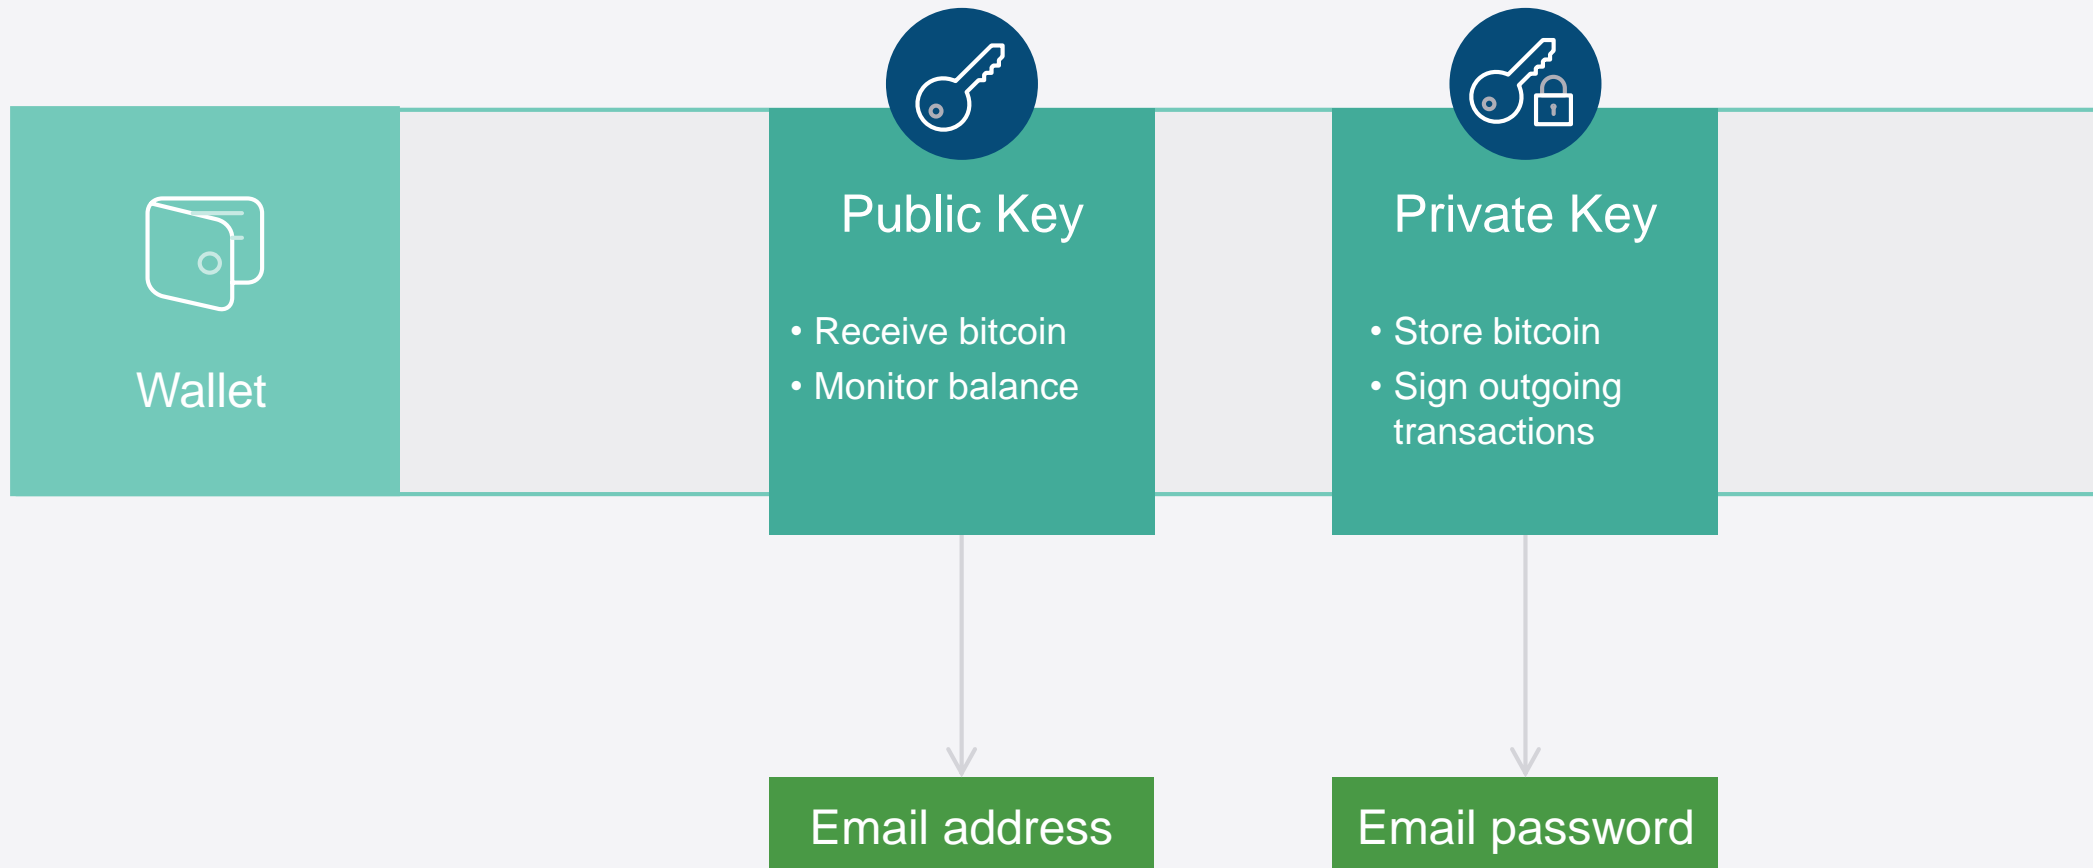 Wallet
Public Key
• Receive bitcoin
• Monitor balance
Private Key
• Store bitcoin
• Sign outgoing
transactions
Email address
Email password